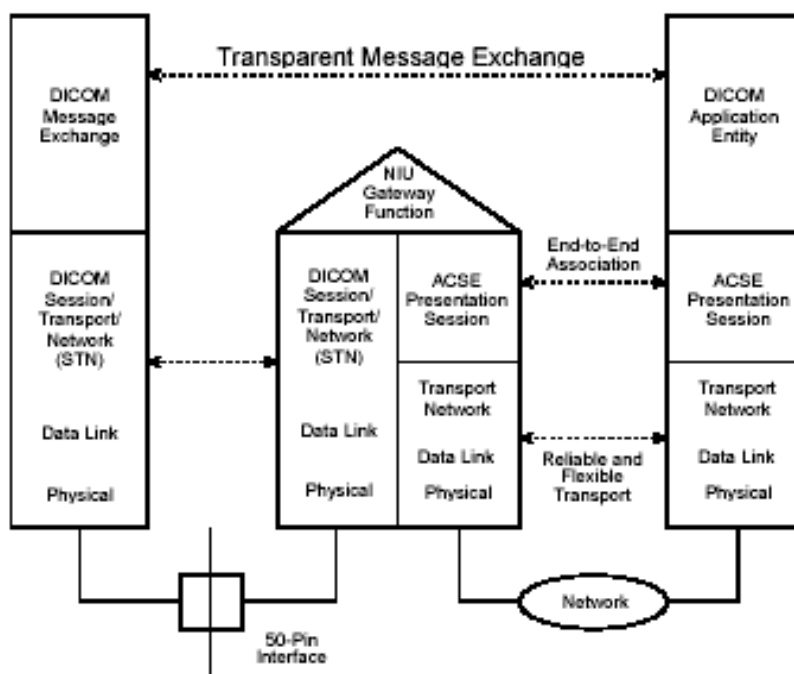 Transparent Message Exchange
DICOM
Message
Exchange
DICOM
Application
Entity
NIU
Gateway
Function
DICOM
Session/
Transport/
Network
(STN)
Data Link
Physical
DICOM
Session/
Transport/
Network
(STN)
Data Link
Physical
ACSE
Presentation
Session
Transport
Network
Data Link
Physical
End-to-End
Association
Reliable and
Flexible
Transport
ACSE
Presentation
Session
Transport
Network
Data Link
Physical
50-Pin
Interface
Network